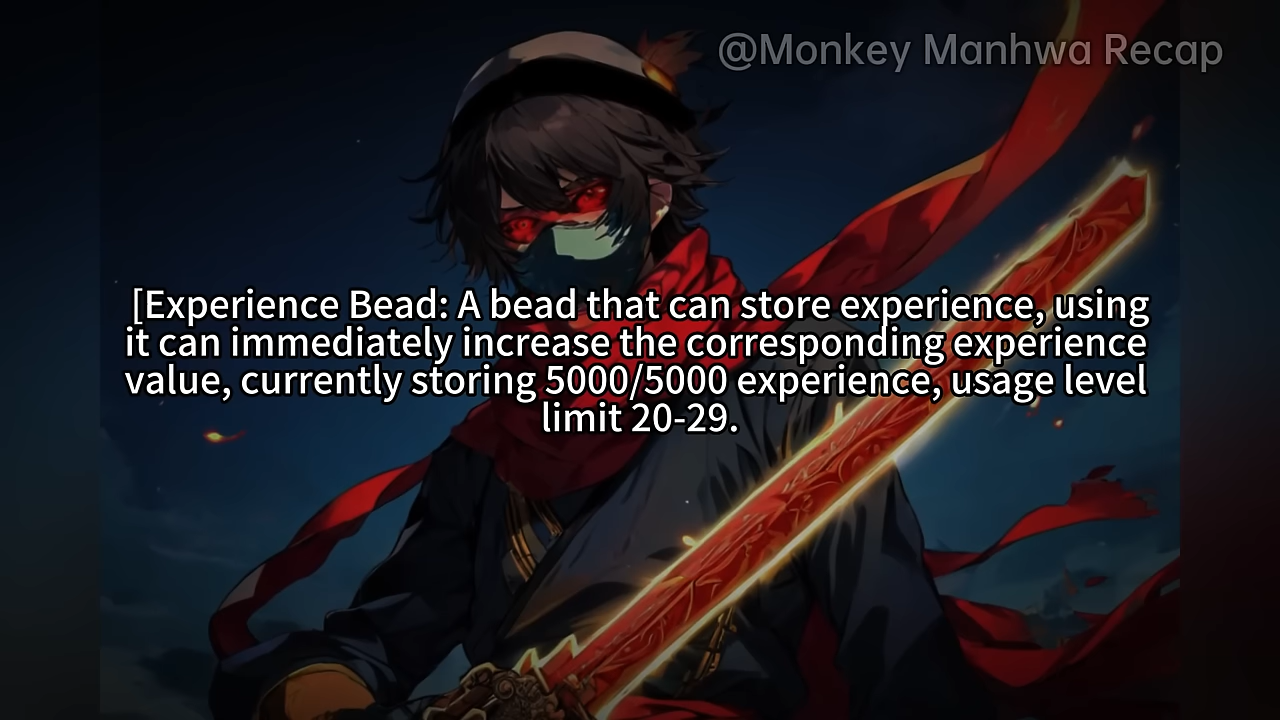 @Monkey Manhwa Recap
[Experience Bead: A bead that can store experience, using
it can immediately increase the corresponding experience
value, currently storing 5000/5000 experience, usage level
limit 20-29.